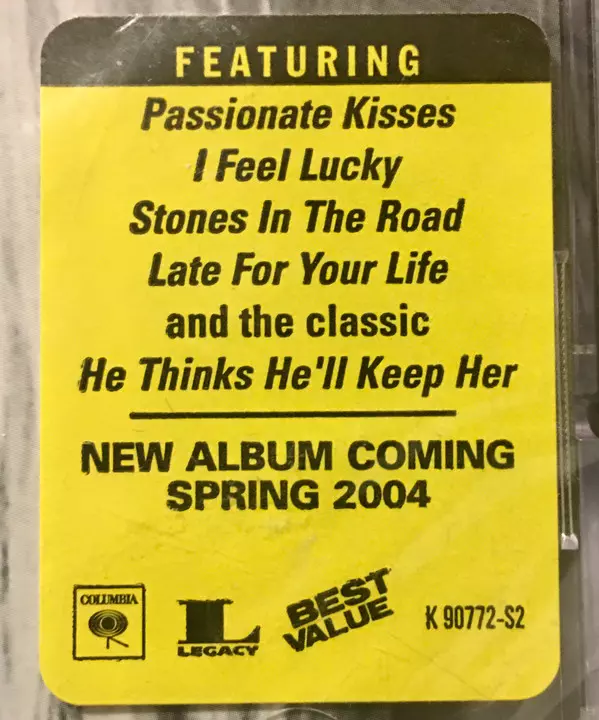 FEATURING
Passionate Kisses
I Feel Lucky
Stones In The Road
Late For Your Life
and the classic
He Thinks He'll Keep Her
NEW ALBUM COMING
SPRING 2004
COLUMBIA
L
LEGACY
BEST
VALUE
K 90772-S2